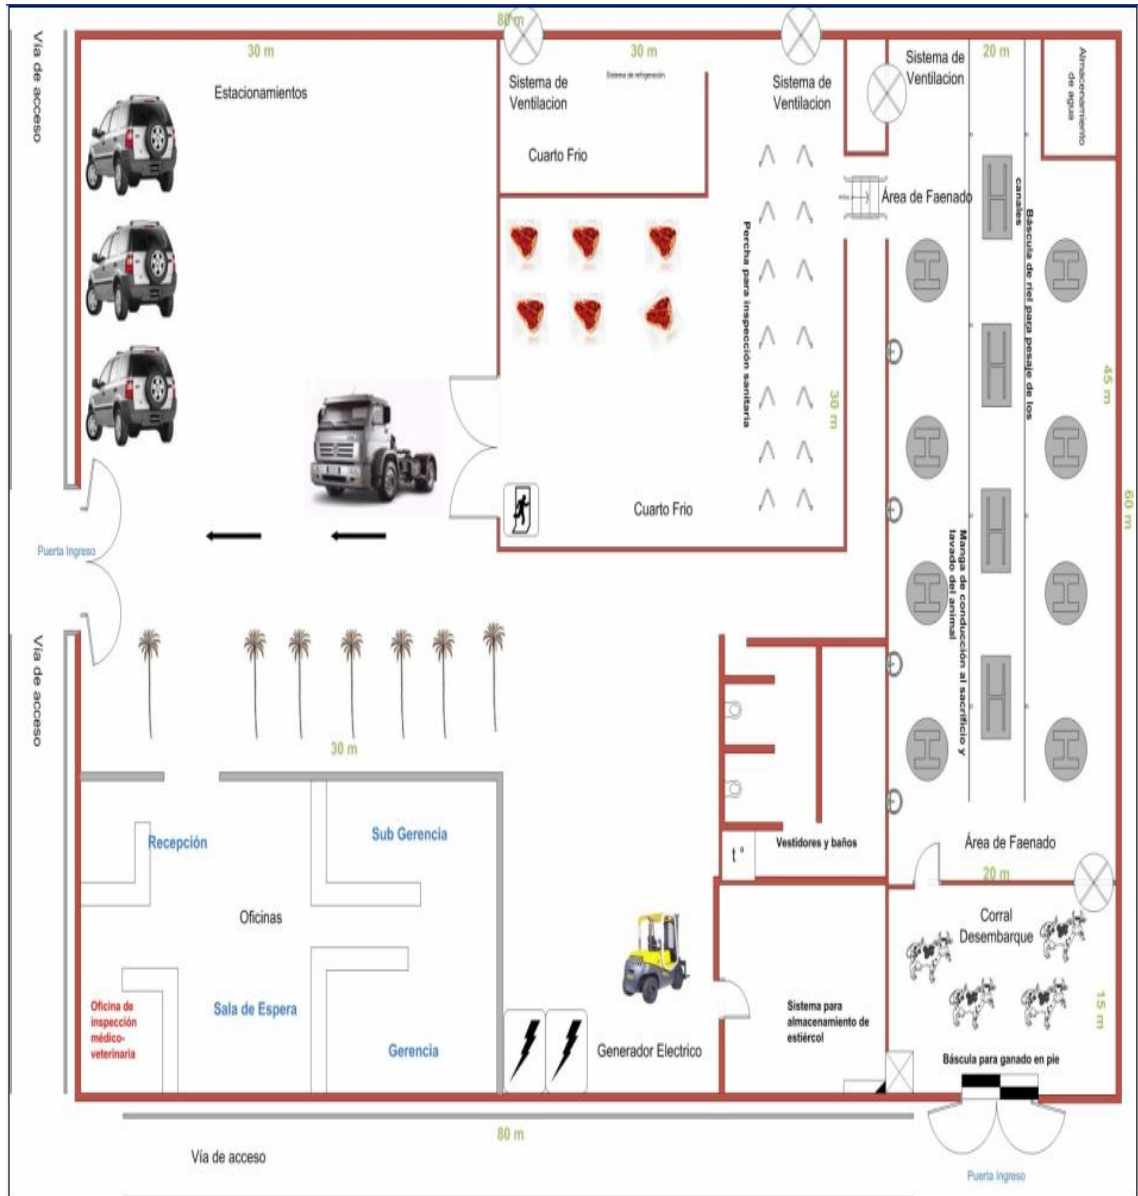 80 m
30 m
30 m
20 m
Vía de acceso
Estacionamientos
Sistema de
Ventilacion
Sistema de refrigeración
Sistema de
Ventilacion
Sistema de
Ventilacion
Almacenamiento
de agua
Cuarto Frio
Área de Faenado
Percha para inspección sanitaria
Báscula de riel para pesaje de los
canales
30 m
45 m
60 m
Cuarto Frio
Puerta Ingreso
Manga de conducción al sacrificio y
lavado del animal
Vía de acceso
30 m
Recepción
Sub Gerencia
Vestidores y baños
t °
Área de Faenado
20 m
Oficinas
Corral
Desembarque
Oficina de
inspección
médico-
veterinaria
Sala de Espera
Gerencia
Generador Electrico
Sistema para
almacenamiento de
estiércol
15 m
Báscula para ganado en pie
80 m
Vía de acceso
Puerta Ingreso